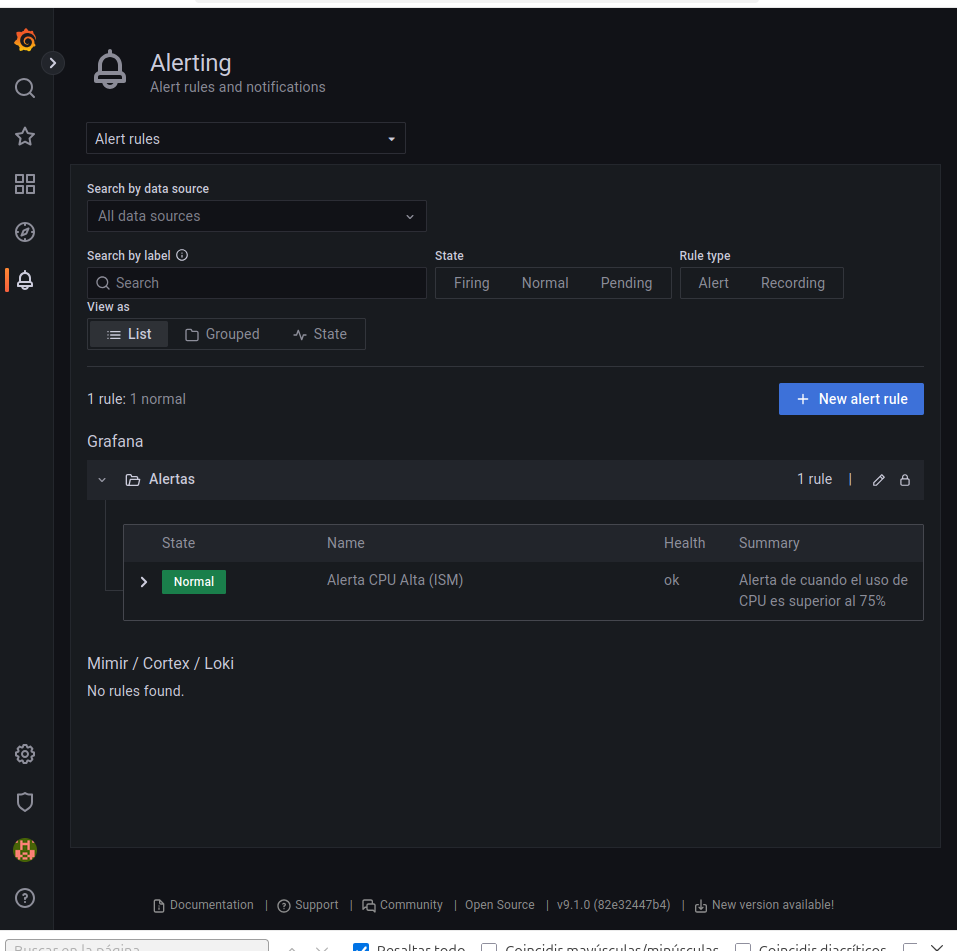 Alerting
Alert rules and notifications
Alert rules
Search by data source
All data sources
Search by label State Rule type
Search Firing Normal Pending Alert Recording
View as
List Grouped State
1 rule: 1 normal + New alert rule
Grafana
Alertas 1 rule |
State Name Health Summary
Normal Alerta CPU Alta (ISM) ok Alerta de cuando el uso de
CPU es superior al 75%
Mimir / Cortex / Loki
No rules found.
Documentation | Support | Community | Open Source | v9.1.0 (82e32447b4) | New version available!
Buscar en la página Resaltar todo Coincidir mayúsculas/minúsculas Coincidir diacríticos